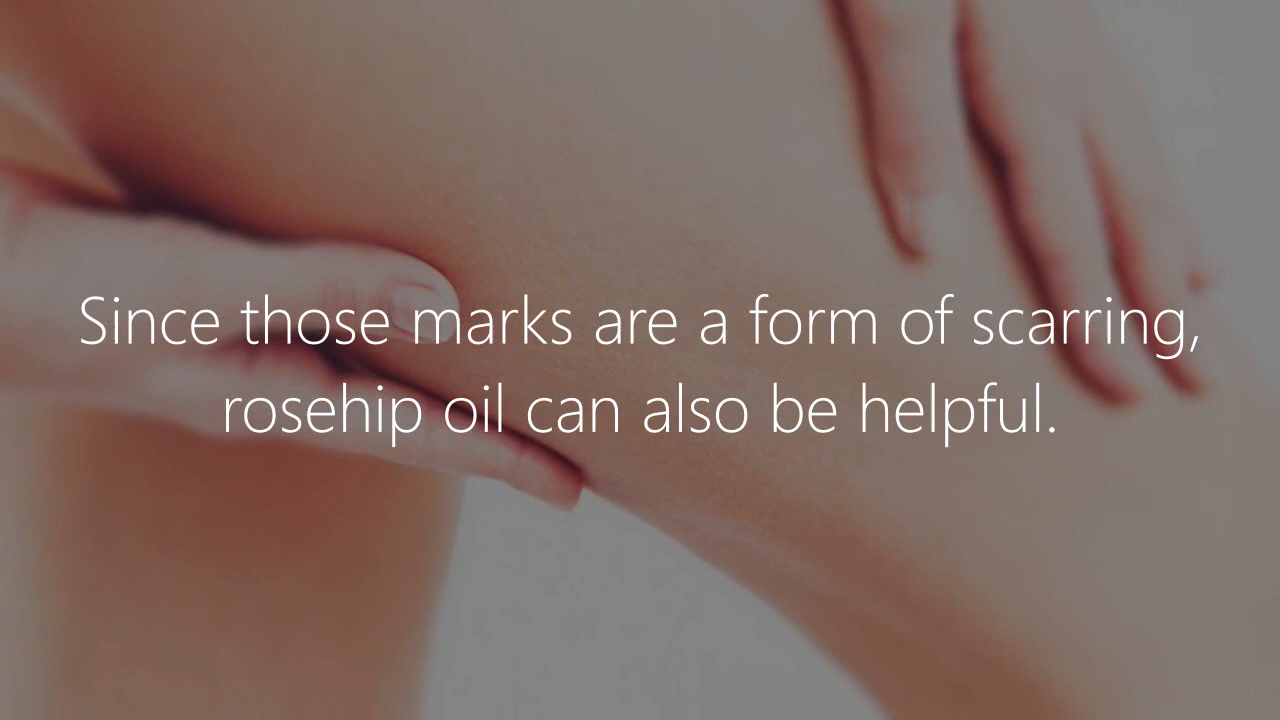 Since those marks are a form of scarring,
rosehip oil can also be helpful.